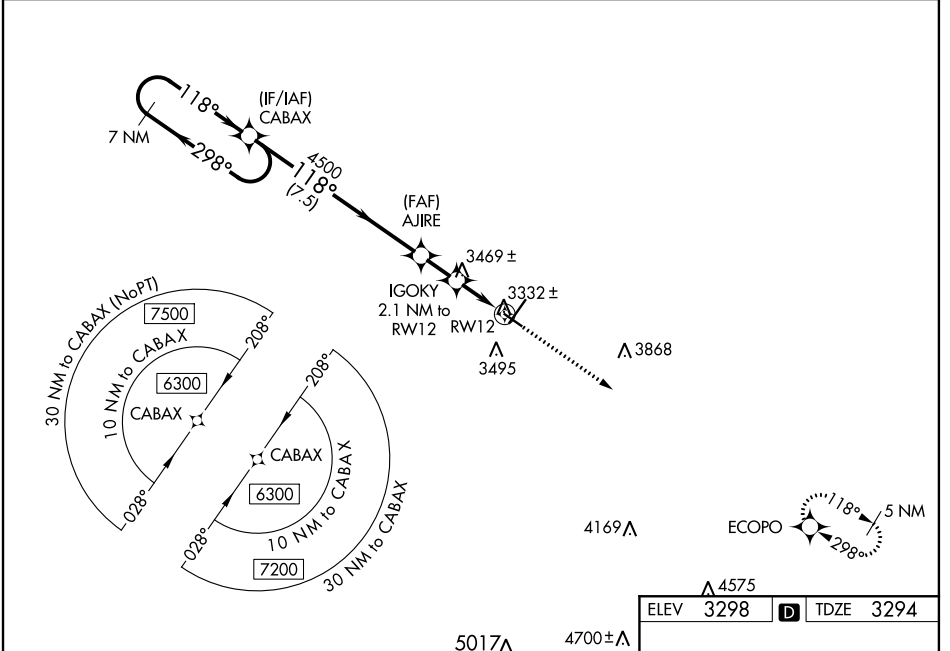 118°
(IF/IAF)
CABAX
7 NM
298°
4500
118°
(7.5)
(FAF)
AJIRE
3469 ±
IGOKY
2.1 NM to
RW12
3332 ±
RW12
3495
3868
30 NM to CABAX (NoPT)
7500
208°
10 NM to CABAX
6300
CABAX
028°
208°
CABAX
6300
028°
10 NM to CABAX
7200
30 NM to CABAX
4169
ECOPO
118°
5 NM
298°
4575
ELEV 3298 D TDZE 3294
5017
4700±